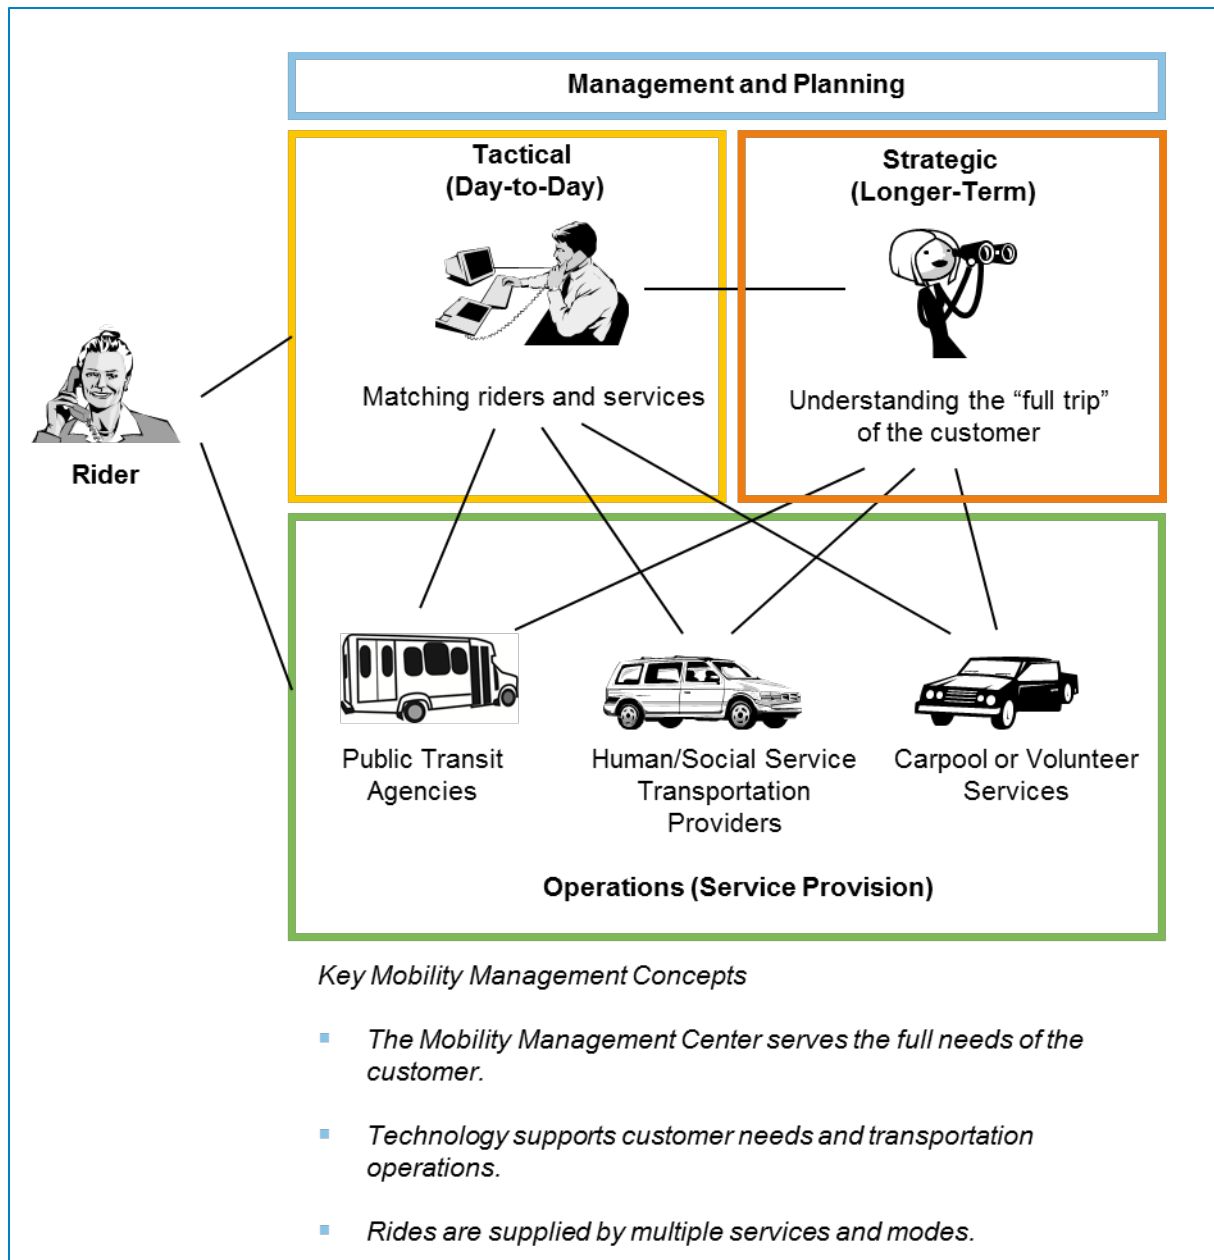 Management and Planning
Tactical
(Day-to-Day)
Strategic
(Longer-Term)
Matching riders and services
Understanding the “full trip”
of the customer
Rider
Public Transit
Agencies
Human/Social Service
Transportation
Providers
Carpool or Volunteer
Services
Operations (Service Provision)
Key Mobility Management Concepts
The Mobility Management Center serves the full needs of the
customer.
Technology supports customer needs and transportation
operations.
Rides are supplied by multiple services and modes.